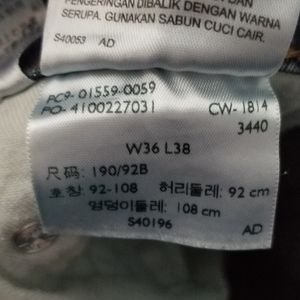 PENGERINGAN DIBALIK DENGAN WARNA
SERUPA. GUNAKAN SABUN CUCI CAIR.
S40053 AD
PC9-01559-0059
PO-4100227031 CW-1814
3440
W36 L38
尺码: 190/92B
호칭 92-108 허리둘레: 92 cm
엉덩이둘레: 108 cm
S40196 AD